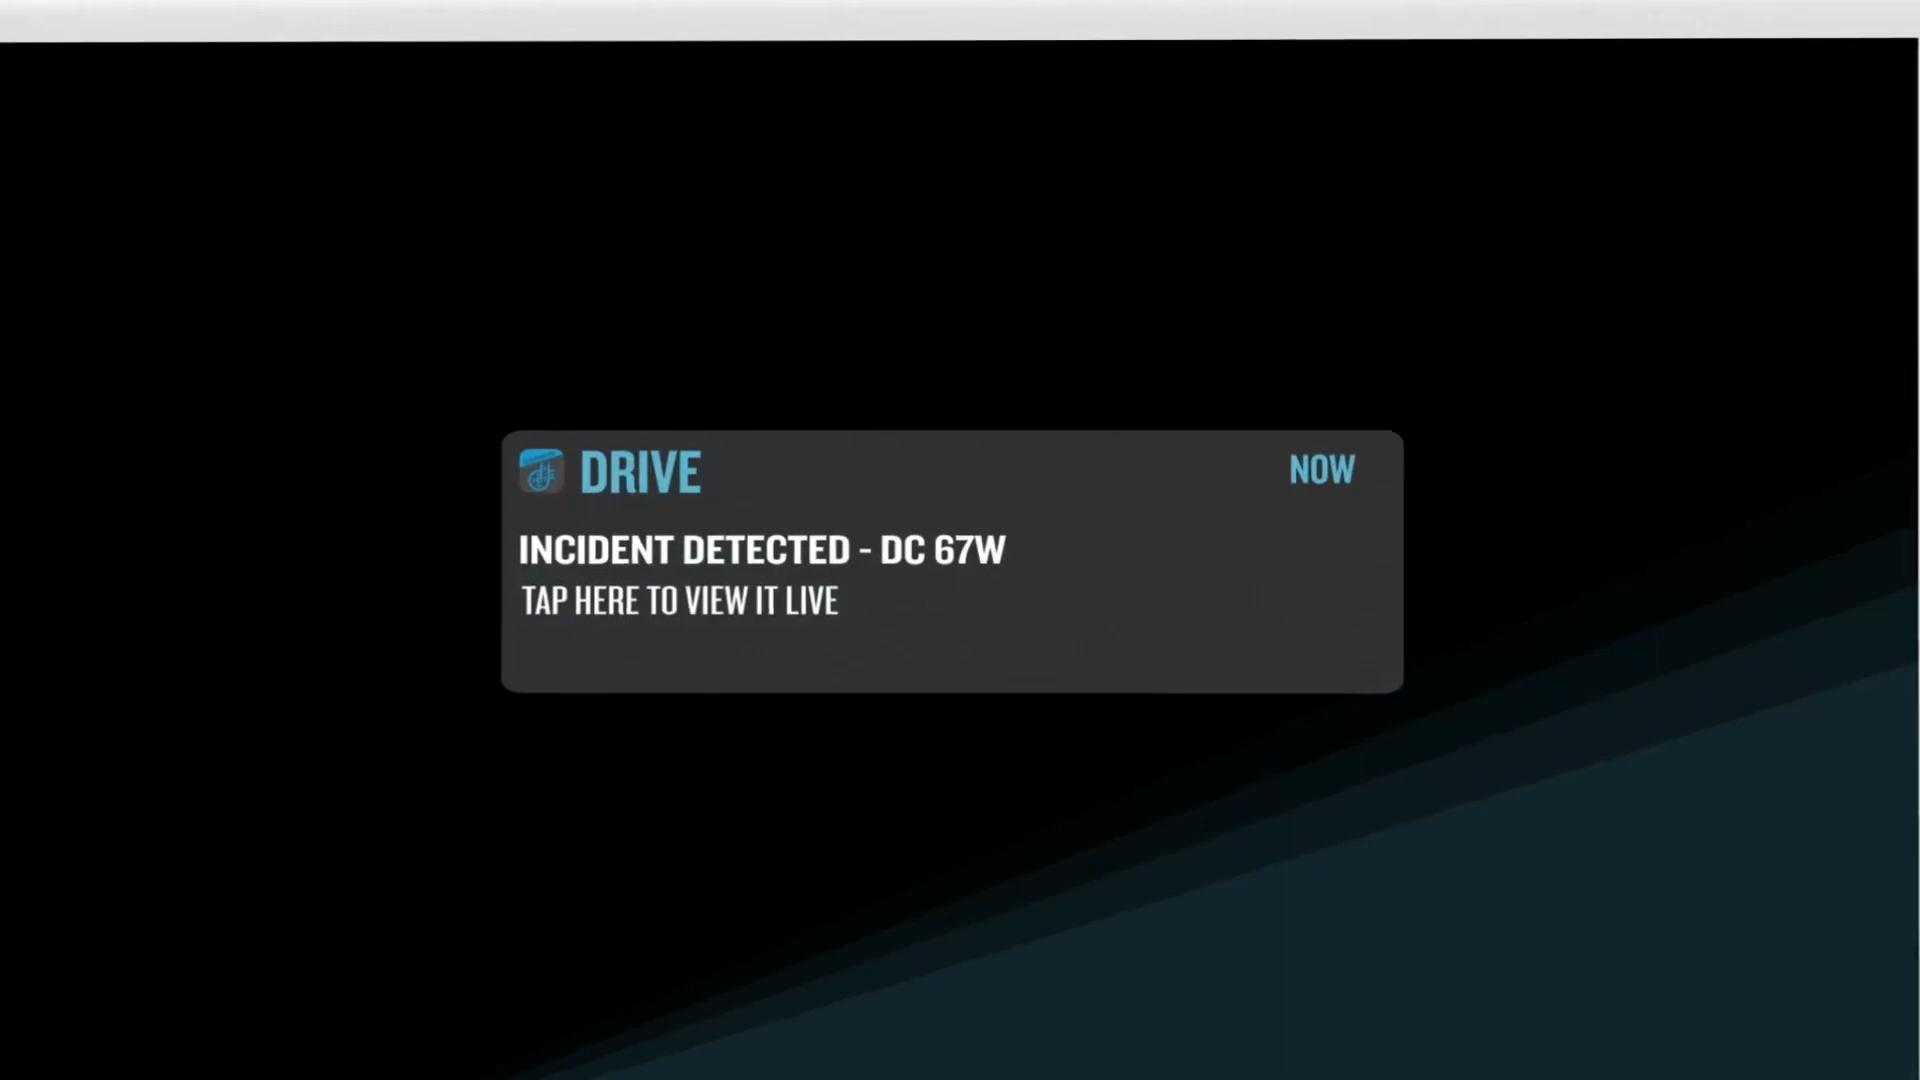 DRIVE
NOW
INCIDENT DETECTED - DC 67W
TAP HERE TO VIEW IT LIVE